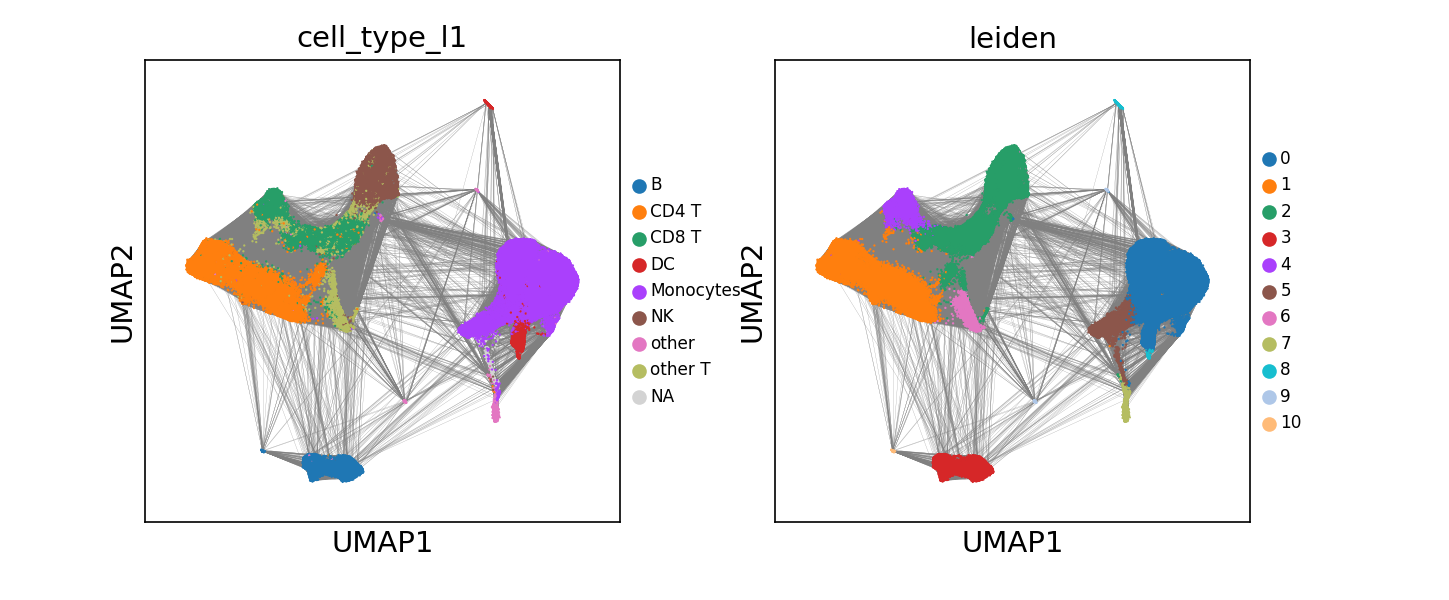 cell_type_l1
UMAP2
UMAP1
B
CD4 T
CD8 T
DC
Monocytes
NK
other
other T
NA
leiden
UMAP2
UMAP1
0
1
2
3
4
5
6
7
8
9
10